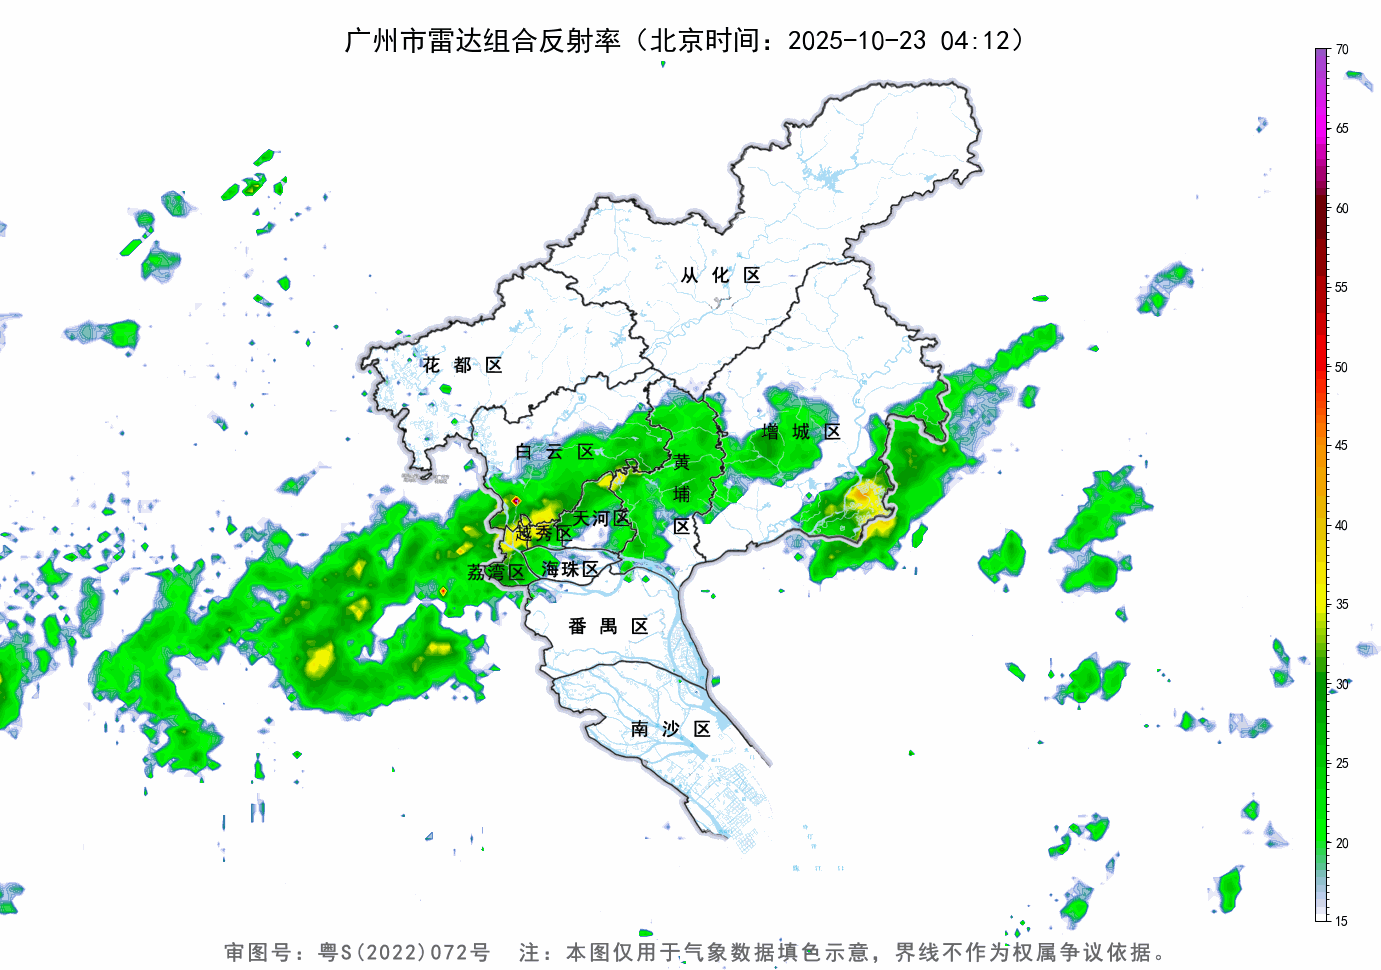 广州市雷达组合反射率（北京时间：2025-10-23 04:12）
70
65
60
55
50
45
40
35
30
25
20
15
从化区
花都区
增城区
白云区
黄埔区
天河区
越秀区
荔湾区
海珠区
番禺区
南沙区
审图号：粤S(2022)072号 注：本图仅用于气象数据填色示意，界线不作为权属争议依据。